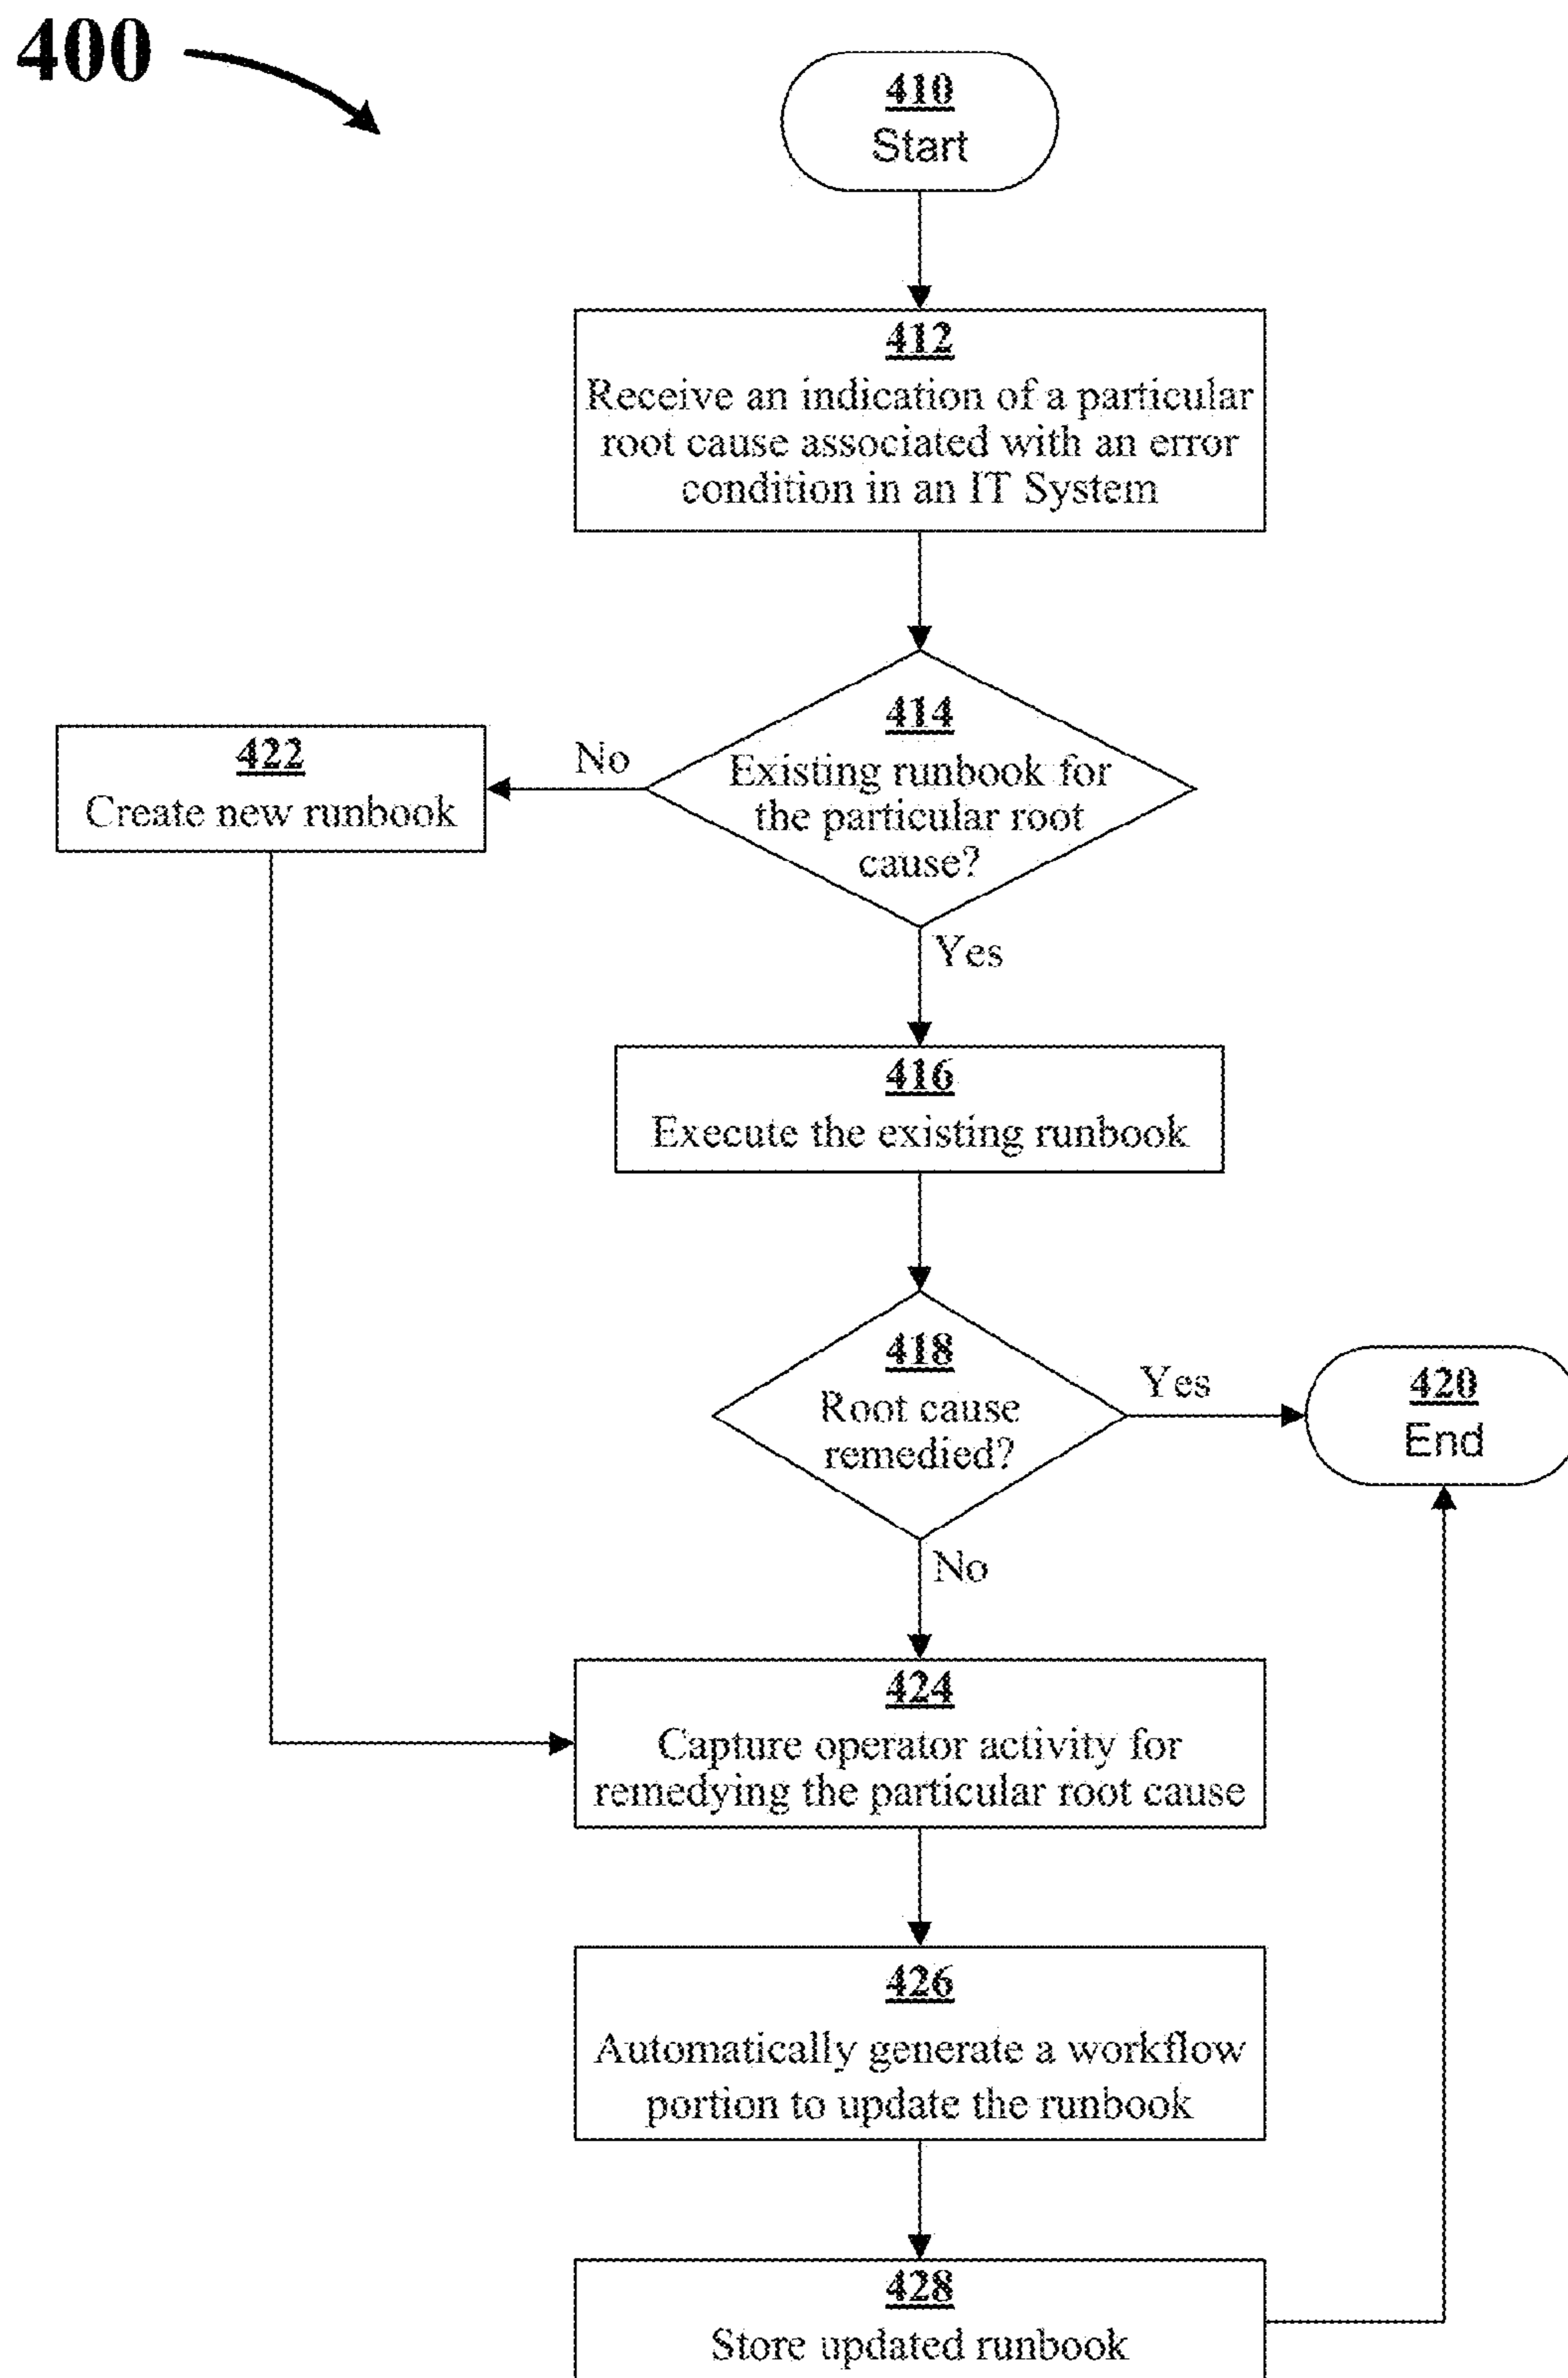 400
410
Start
412
Receive an indication of a particular
root cause associated with an error
condition in an IT System
414
Existing runbook for
the particular root
cause?
No
422
Create new runbook
Yes
416
Execute the existing runbook
418
Root cause
remedied?
Yes
420
End
No
424
Capture operator activity for
remedying the particular root cause
426
Automatically generate a workflow
portion to update the runbook
428
Store updated runbook